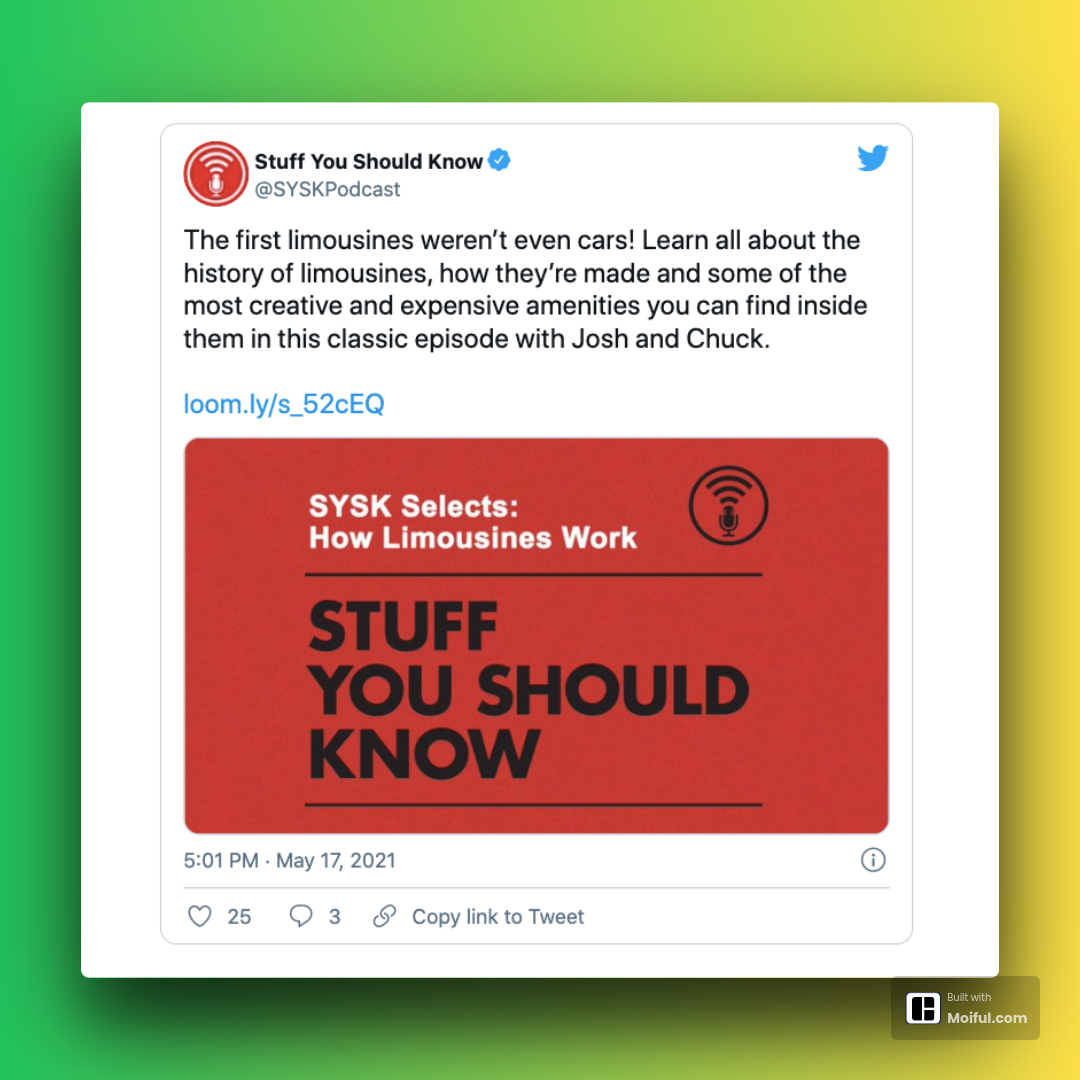 Stuff You Should Know
@SYSKPodcast
The first limousines weren’t even cars! Learn all about the
history of limousines, how they’re made and some of the
most creative and expensive amenities you can find inside
them in this classic episode with Josh and Chuck.
loom.ly/s_52cEQ
SYSK Selects:
How Limousines Work
STUFF
YOU SHOULD
KNOW
5:01 PM · May 17, 2021
25 3 Copy link to Tweet
Built with
Moiful.com